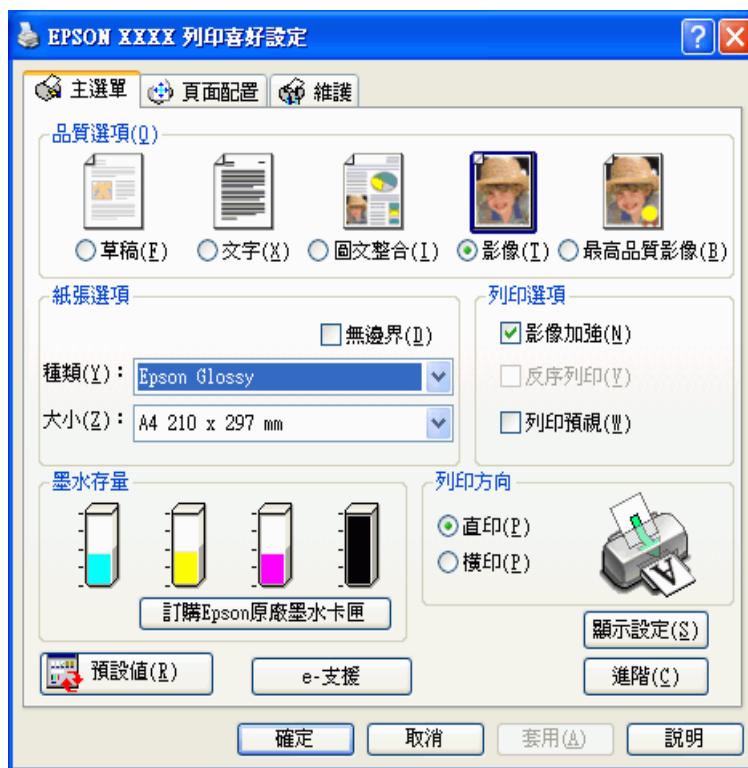 EPSON XXXX 列印喜好設定
主選單 頁面配置 維護
品質選項(Q)
草稿(F) 文字(X) 圖文整合(I) 影像(T) 最高品質影像(B)
紙張選項
無邊界(D)
種類(Y)：Epson Glossy
大小(Z)：A4 210 x 297 mm
列印選項
影像加強(N)
反序列印(V)
列印預視(W)
墨水存量
訂購Epson原廠墨水卡匣
列印方向
直印(P)
橫印(P)
顯示設定(S)
預設值(R) e-支援 進階(C)
確定 取消 套用(A) 說明